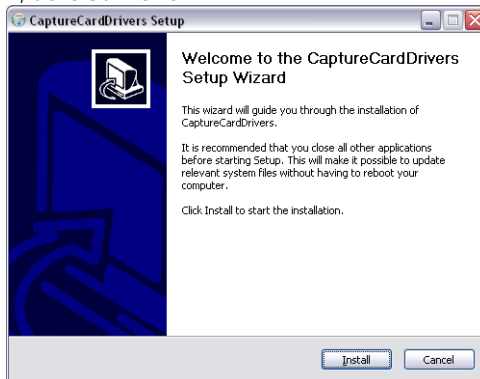 CaptureCardDrivers Setup
Welcome to the CaptureCardDrivers
Setup Wizard
This wizard will guide you through the installation of
CaptureCardDrivers.
It is recommended that you close all other applications
before starting Setup. This will make it possible to update
relevant system files without having to reboot your
computer.
Click Install to start the installation.
Install
Cancel